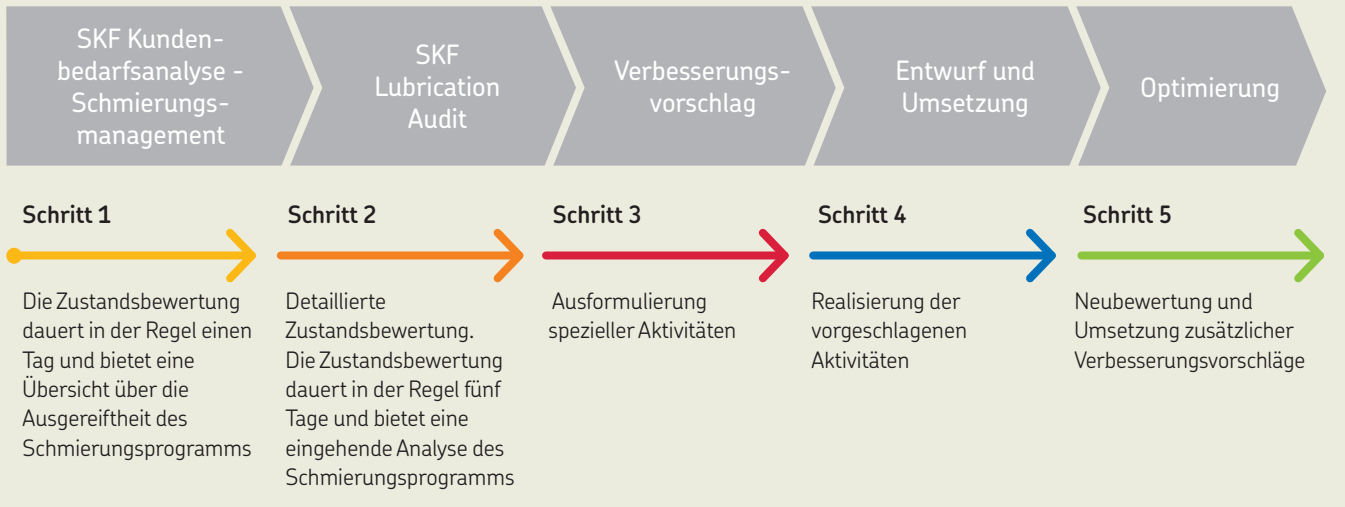 SKF Kunden-
bedarfsanalyse -
Schmierungs-
management
SKF
Lubrication
Audit
Verbesserungs-
vorschlag
Entwurf und
Umsetzung
Optimierung
Schritt 1
Die Zustandsbewertung
dauert in der Regel einen
Tag und bietet eine
Übersicht über die
Ausgereiftheit des
Schmierungsprogramms
Schritt 2
Detaillierte
Zustandsbewertung.
Die Zustandsbewertung
dauert in der Regel fünf
Tage und bietet eine
eingehende Analyse des
Schmierungsprogramms
Schritt 3
Ausformulierung
spezieller Aktivitäten
Schritt 4
Realisierung der
vorgeschlagenen
Aktivitäten
Schritt 5
Neubewertung und
Umsetzung zusätzlicher
Verbesserungsvorschläge